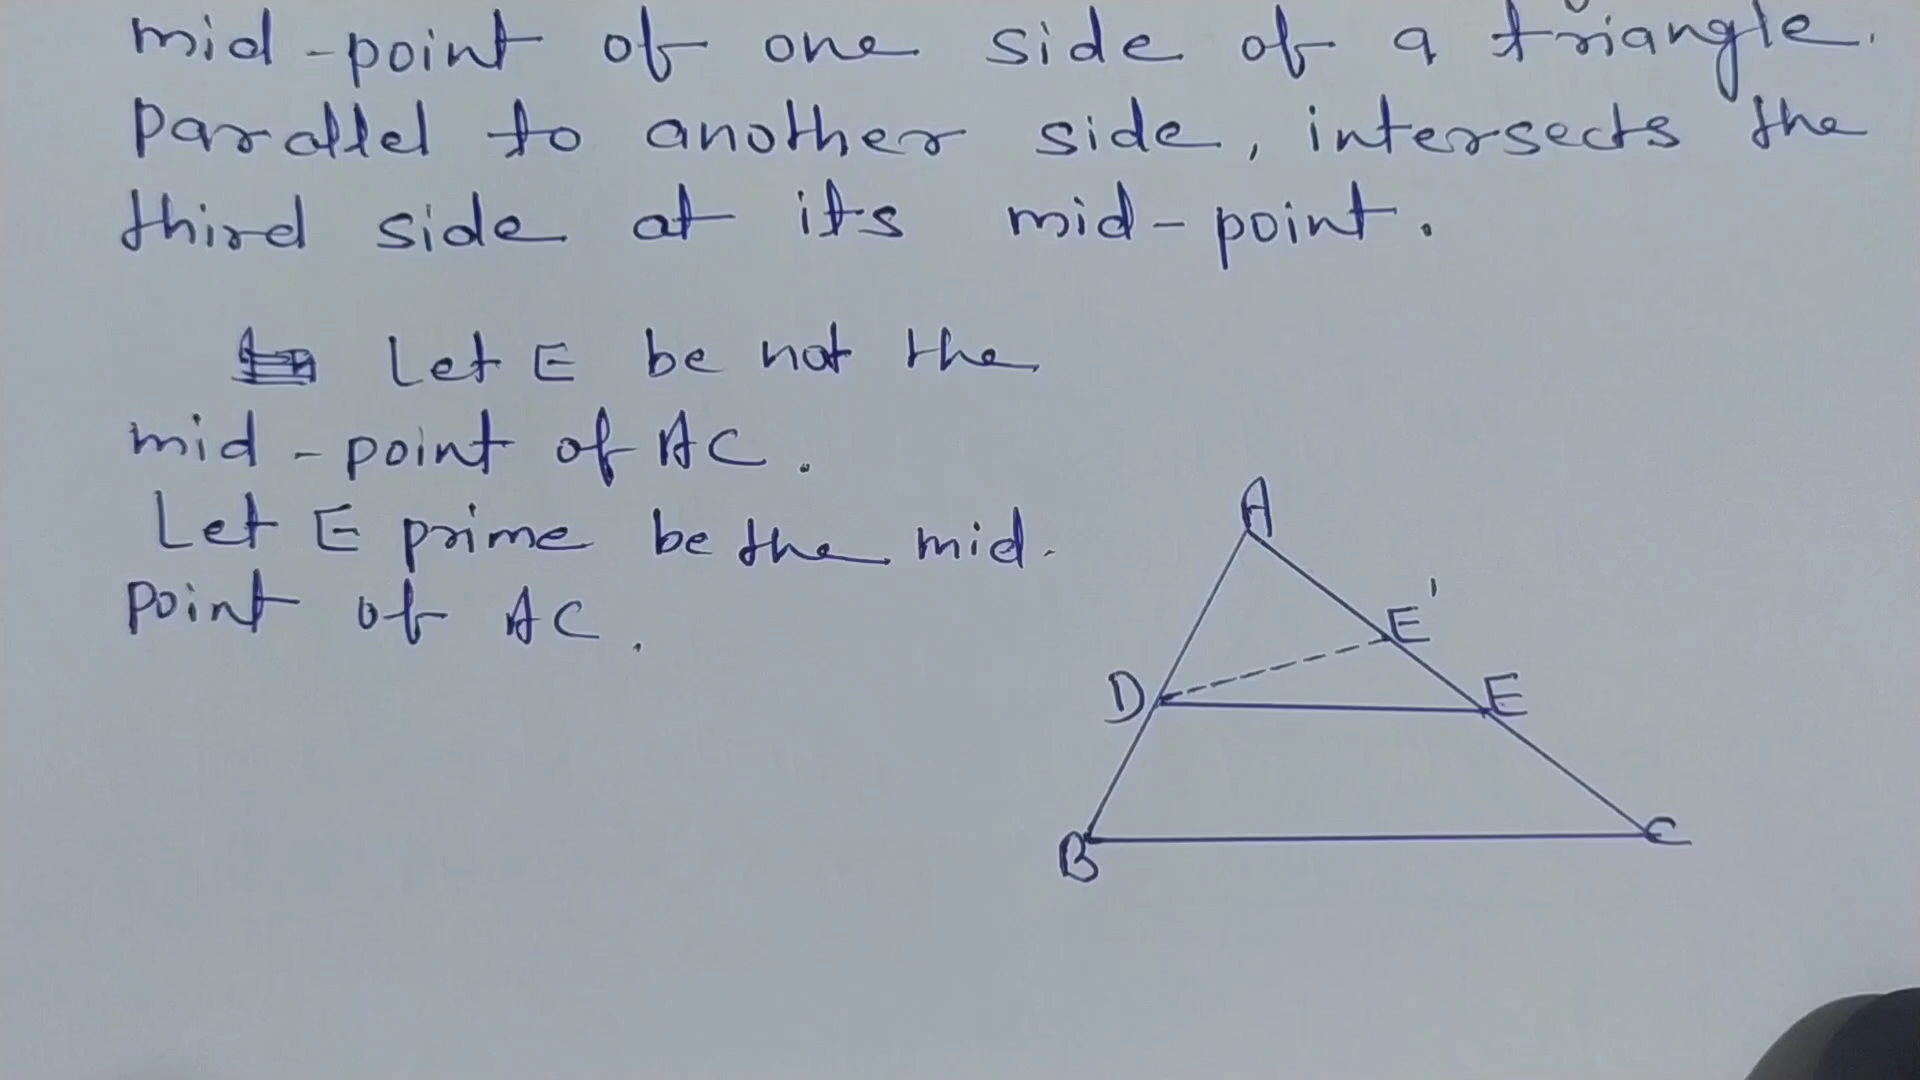 mid-point of one side of a triangle.
Parallel to another side, intersects the
third side at its mid-point.
Let E be not the
mid-point of AC.
Let E prime be the mid-
point of AC.
A
E'
D
E
B
C